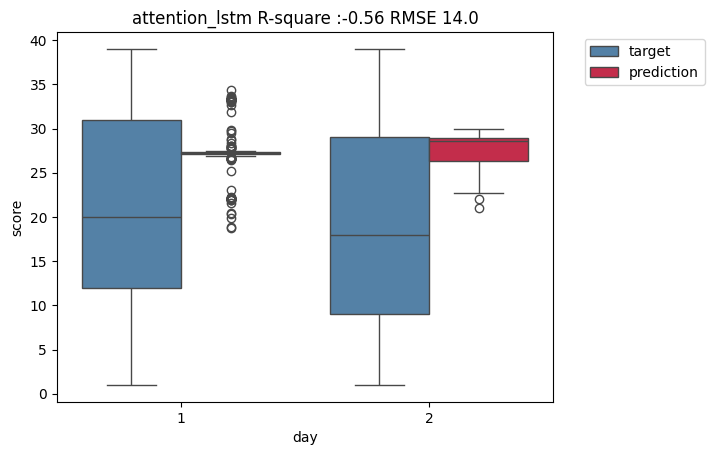 attention_lstm R-square :-0.56 RMSE 14.0
target
prediction
score
40
35
30
25
20
15
10
5
0
1
2
day